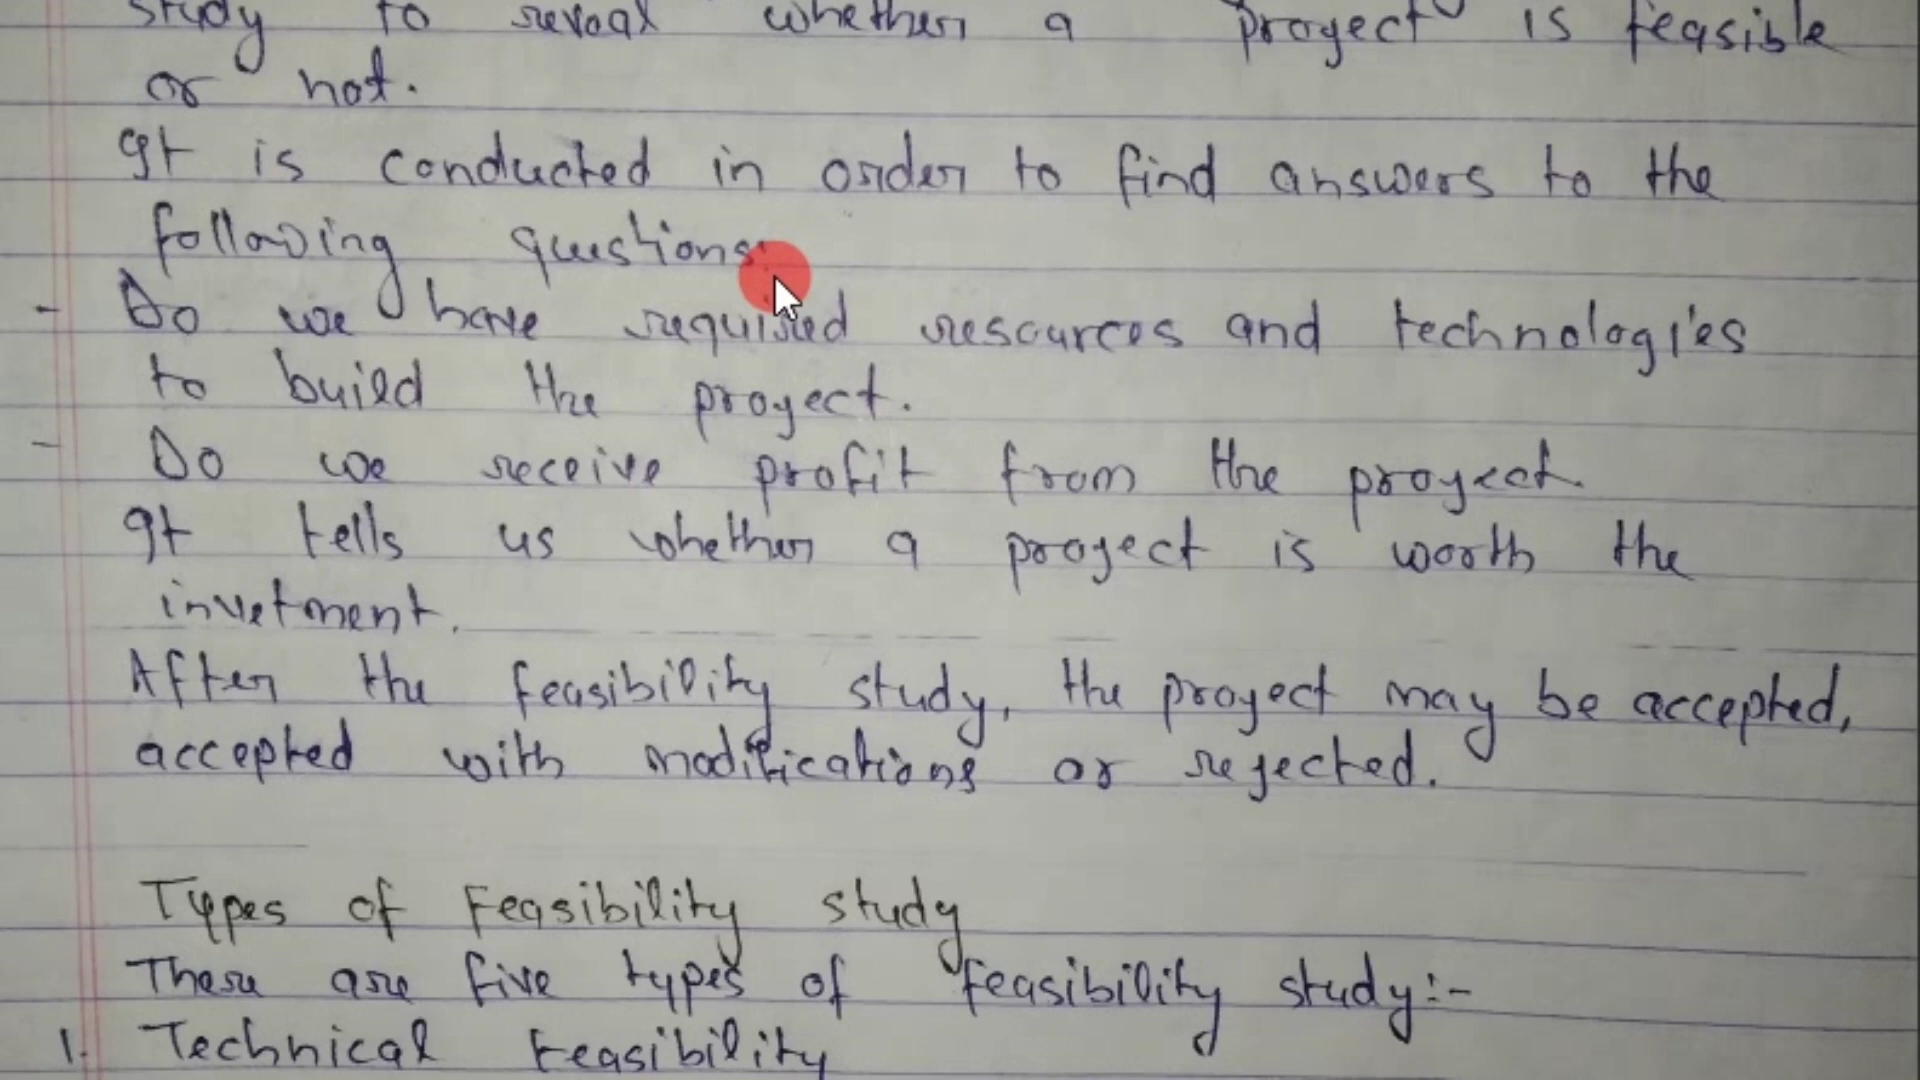 study to reveal whether a project is feasible
or not.
It is conducted in order to find answers to the
following questions:
- Do we have required resources and technologies
to build the project.
- Do we receive profit from the project.
It tells us whether a project is worth the
invetment.
After the feasibility study, the project may be accepted,
accepted with modifications or rejected.
Types of Feasibility study
There are five types of feasibility study:-
1. Technical Feasibility